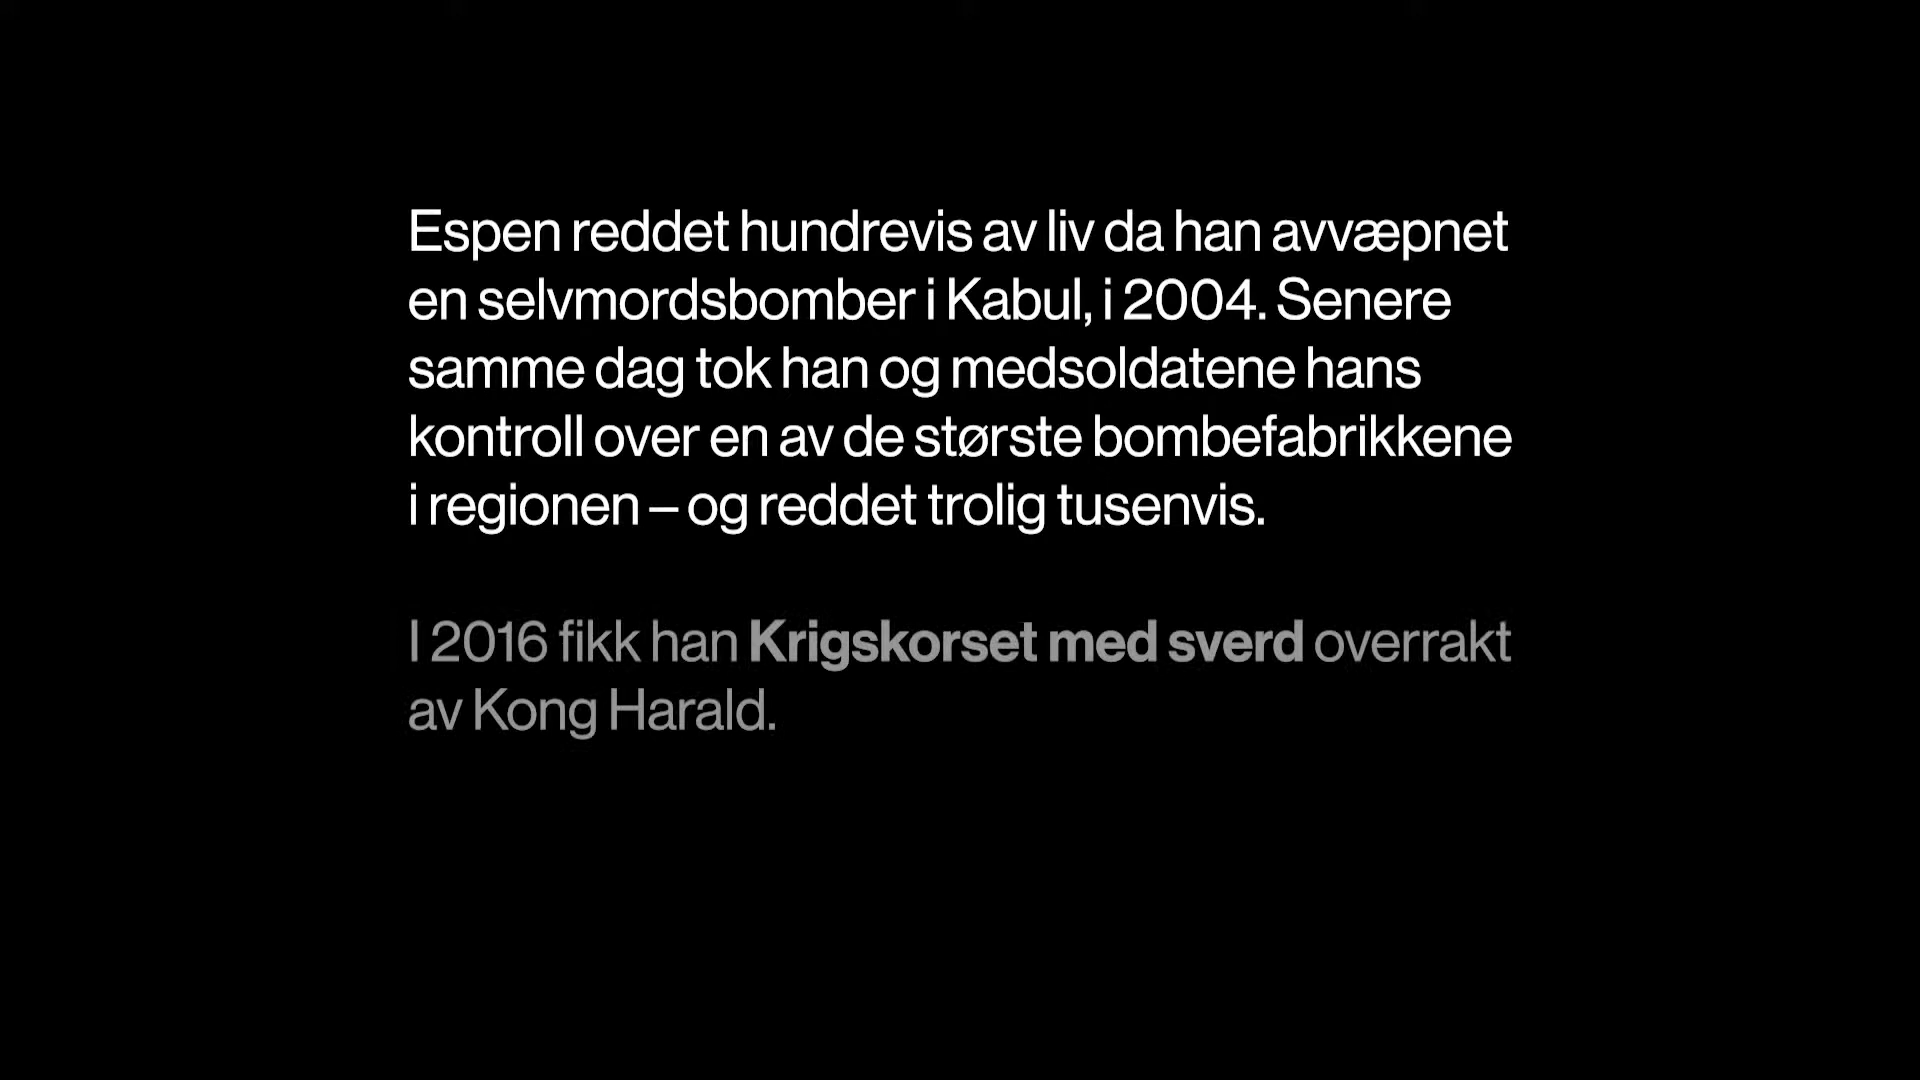 Espen reddet hundrevis av liv da han avvæpnet
en selvmordsbomber i Kabul, i 2004. Senere
samme dag tok han og medsoldatene hans
kontroll over en av de største bombefabrikkene
i regionen – og reddet trolig tusenvis.
I 2016 fikk han Krigskorset med sverd overrakt
av Kong Harald.